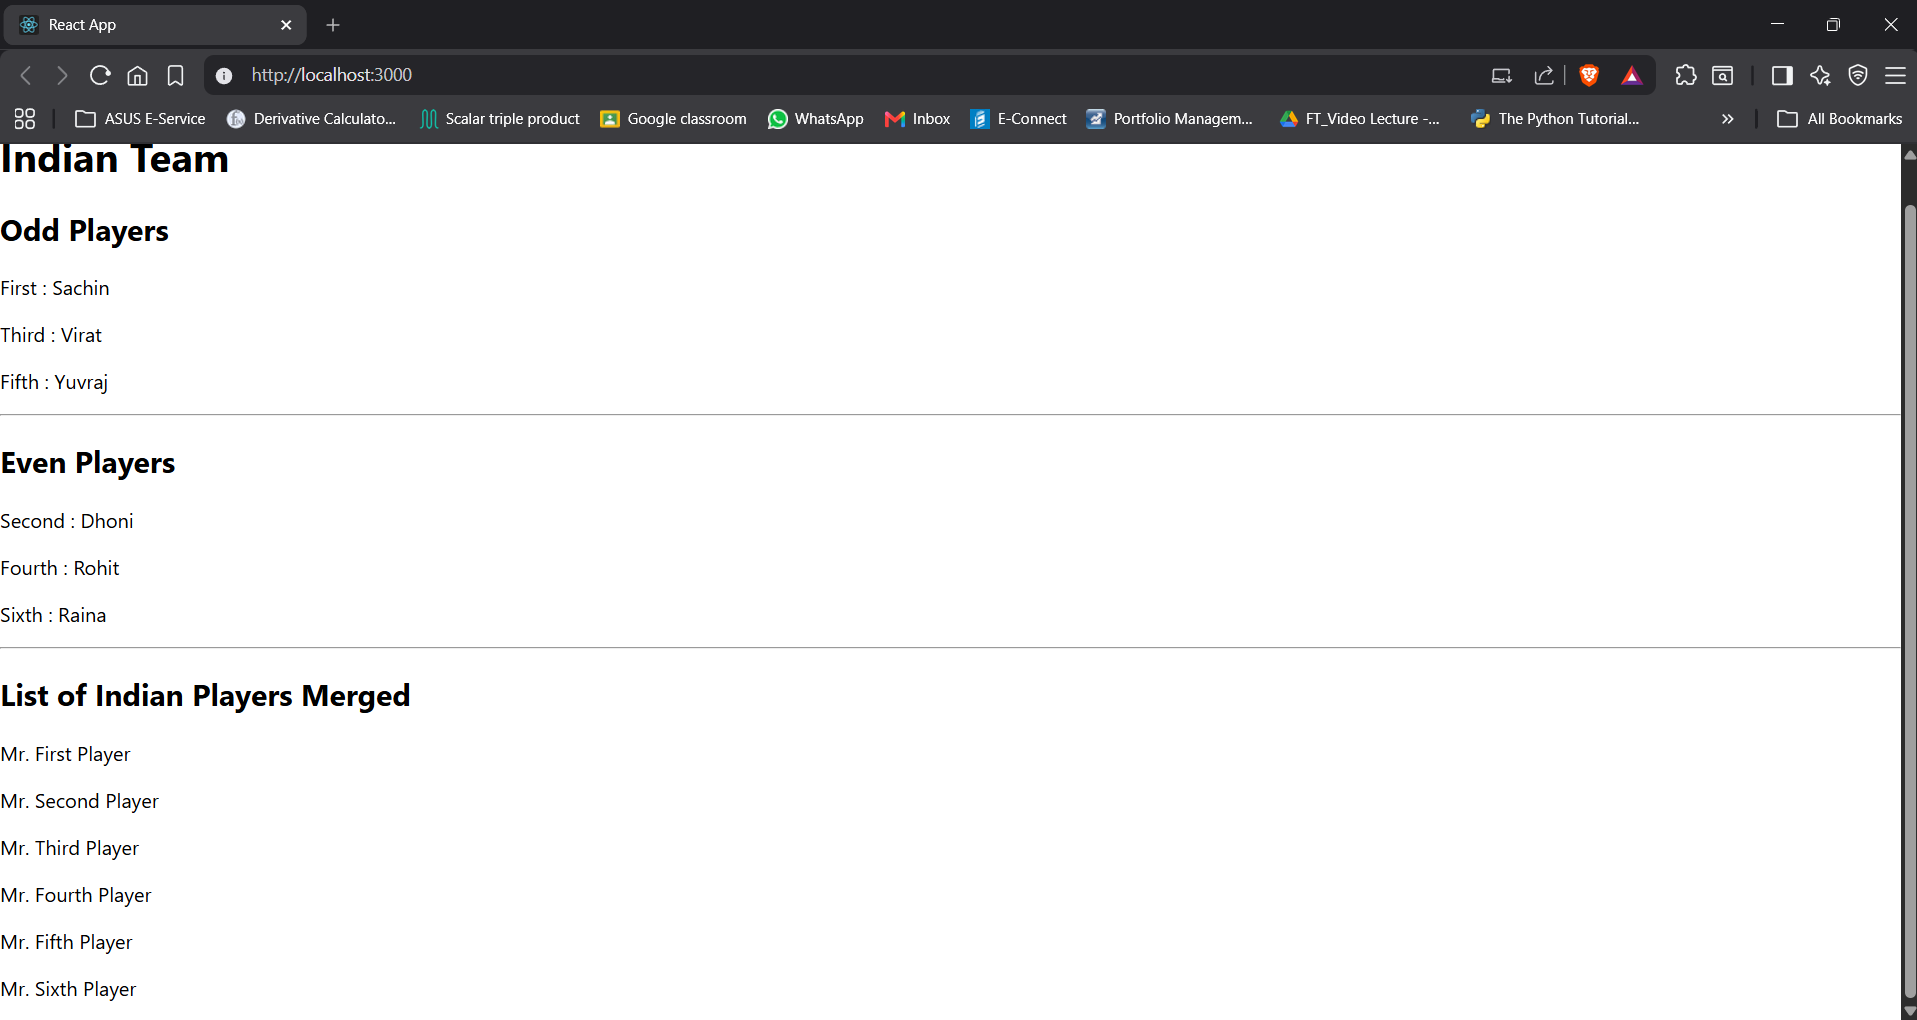 React App
http://localhost:3000
ASUS E-Service
Derivative Calculato...
Scalar triple product
Google classroom
WhatsApp
Inbox
E-Connect
Portfolio Managem...
FT_Video Lecture -...
The Python Tutorial...
»
All Bookmarks
Indian Team
Odd Players
First : Sachin
Third : Virat
Fifth : Yuvraj
Even Players
Second : Dhoni
Fourth : Rohit
Sixth : Raina
List of Indian Players Merged
Mr. First Player
Mr. Second Player
Mr. Third Player
Mr. Fourth Player
Mr. Fifth Player
Mr. Sixth Player